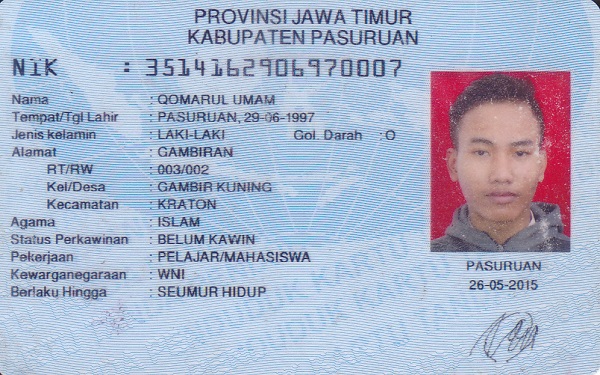 PROVINSI JAWA TIMUR
KABUPATEN PASURUAN
NIK : 3514162906970007
Nama : QOMARUL UMAM
Tempat/Tgl Lahir : PASURUAN, 29-06-1997
Jenis kelamin : LAKI-LAKI Gol. Darah : O
Alamat : GAMBIRAN
RT/RW : 003/002
Kel/Desa : GAMBIR KUNING
Kecamatan : KRATON
Agama : ISLAM
Status Perkawinan : BELUM KAWIN
Pekerjaan : PELAJAR/MAHASISWA
Kewarganegaraan : WNI
Berlaku Hingga : SEUMUR HIDUP
PASURUAN
26-05-2015